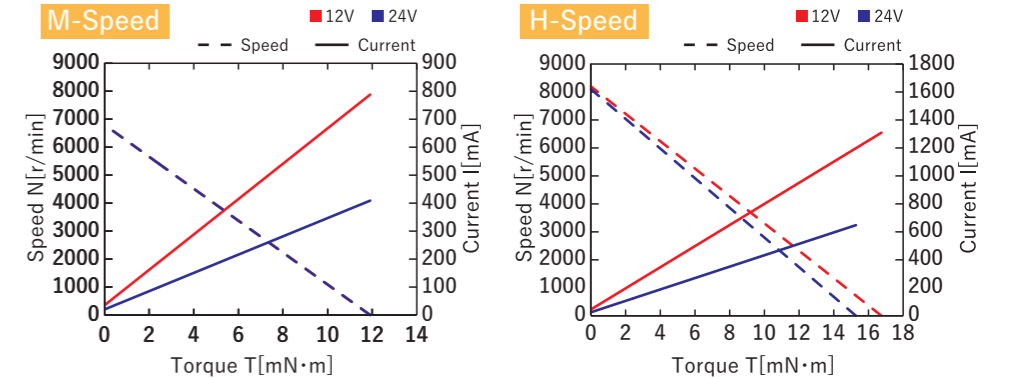 M-Speed
12V 24V
Speed Current
9000
8000
7000
6000
5000
4000
3000
2000
1000
0
Speed N[r/min]
900
800
700
600
500
400
300
200
100
0
Current I[mA]
0 2 4 6 8 10 12 14
Torque T[mN･m]
H-Speed
12V 24V
Speed Current
9000
8000
7000
6000
5000
4000
3000
2000
1000
0
Speed N[r/min]
1800
1600
1400
1200
1000
800
600
400
200
0
Current I[mA]
0 2 4 6 8 10 12 14 16 18
Torque T[mN･m]